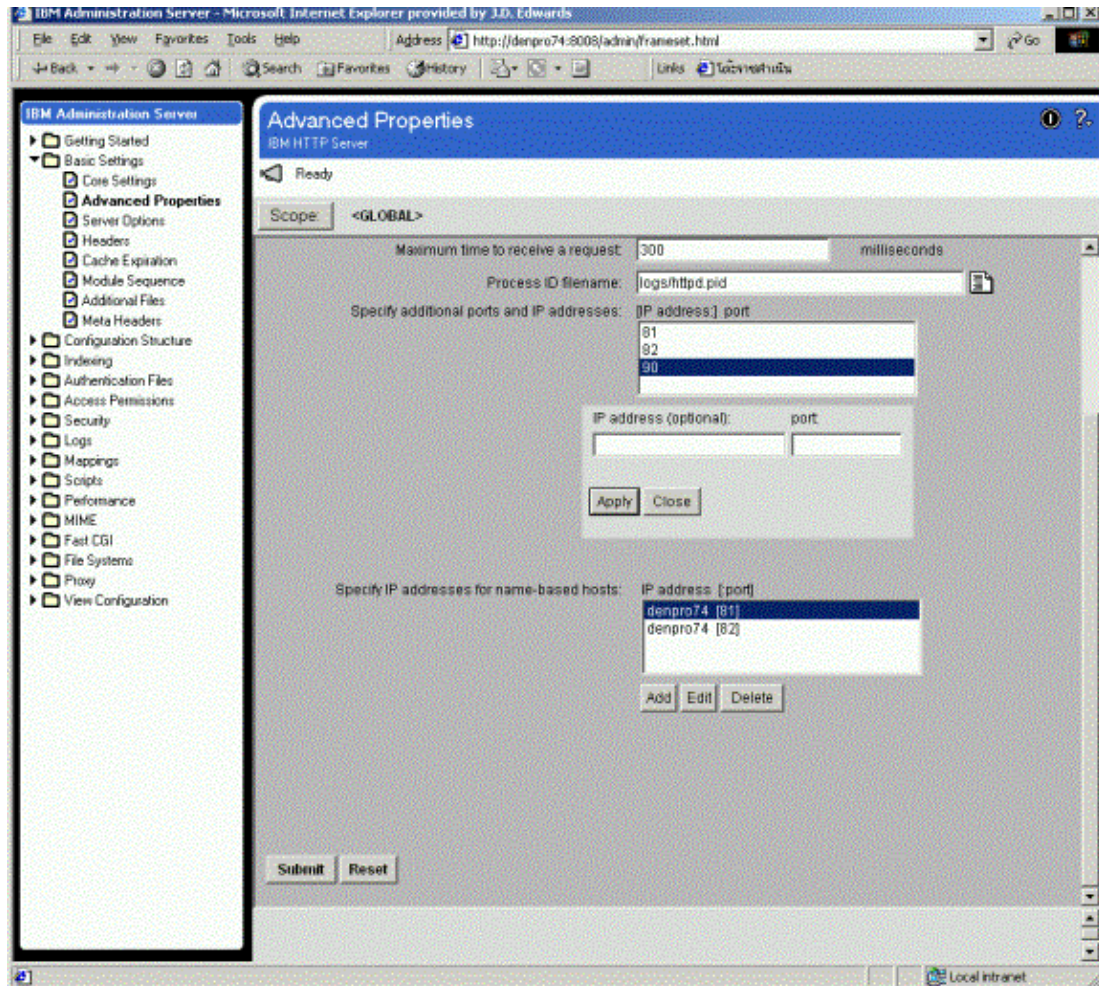 IBM Administration Server - Microsoft Internet Explorer provided by J.D. Edwards
File Edit View Favorites Tools Help Address http://denpro74:8008/admin/frameset.html Go
Back Search Favorites History Links
IBM Administration Server
Getting Started
Basic Settings
Core Settings
Advanced Properties
Server Options
Headers
Cache Expiration
Module Sequence
Additional Files
Meta Headers
Configuration Structure
Indexing
Authentication Files
Access Permissions
Security
Logs
Mappings
Scripts
Performance
MIME
Fast CGI
File Systems
Proxy
View Configuration
Advanced Properties
IBM HTTP Server
Ready
Scope: <GLOBAL>
Maximum time to receive a request: 300 milliseconds
Process ID filename: logs/httpd.pid
Specify additional ports and IP addresses: [IP address:] port
81
82
90
IP address (optional): port:
Apply Close
Specify IP addresses for name-based hosts: IP address [:port]
denpro74 [81]
denpro74 [82]
Add Edit Delete
Submit Reset
Local intranet